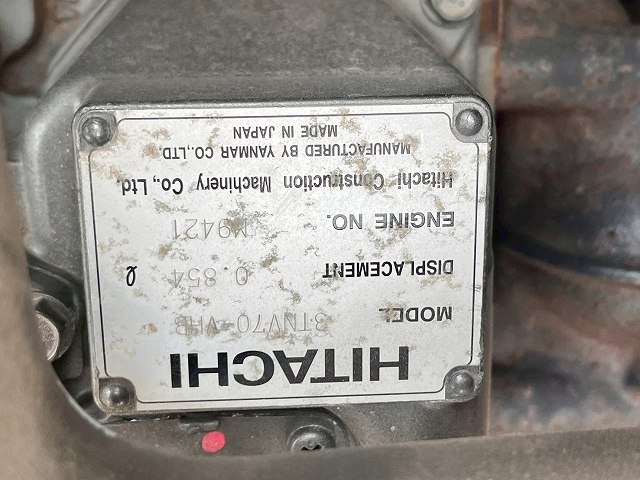 HITACHI
MODEL 3TNV70-VHB
DISPLACEMENT 0.854 ℓ
ENGINE NO. M9421
Hitachi Construction Machinery Co., Ltd.
MANUFACTURED BY YANMAR CO.,LTD.
MADE IN JAPAN